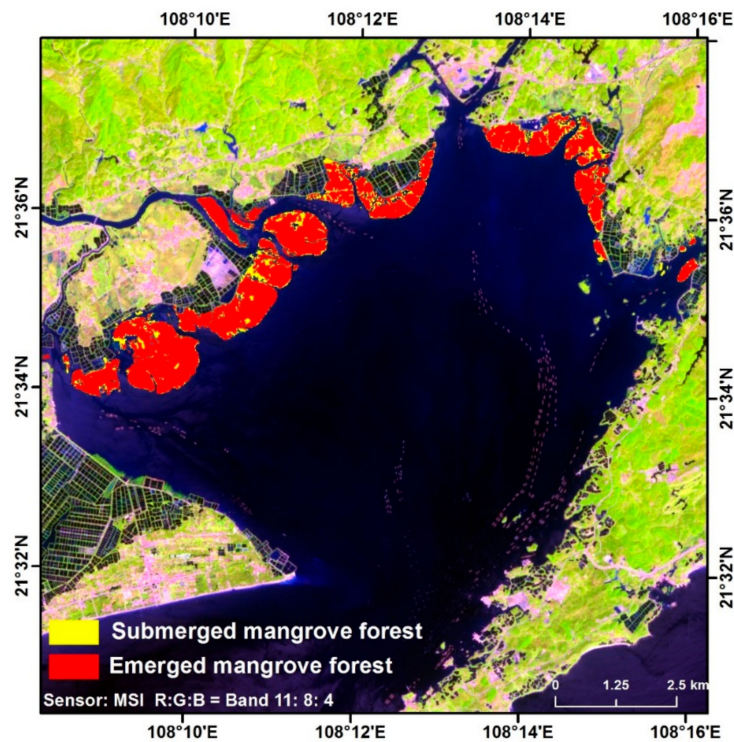 108°10'E 108°12'E 108°14'E 108°16'E
21°36'N 21°36'N
21°34'N 21°34'N
21°32'N 21°32'N
Submerged mangrove forest
Emerged mangrove forest
0 1.25 2.5 km
Sensor: MSI R:G:B = Band 11: 8: 4
108°10'E 108°12'E 108°14'E 108°16'E